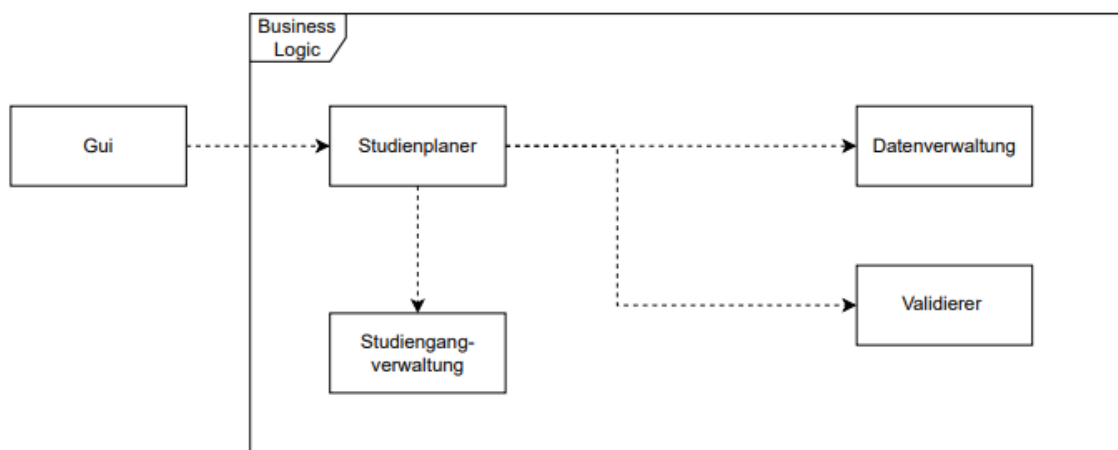 Business
Logic
Gui
Studienplaner
Datenverwaltung
Validierer
Studiengang-
verwaltung